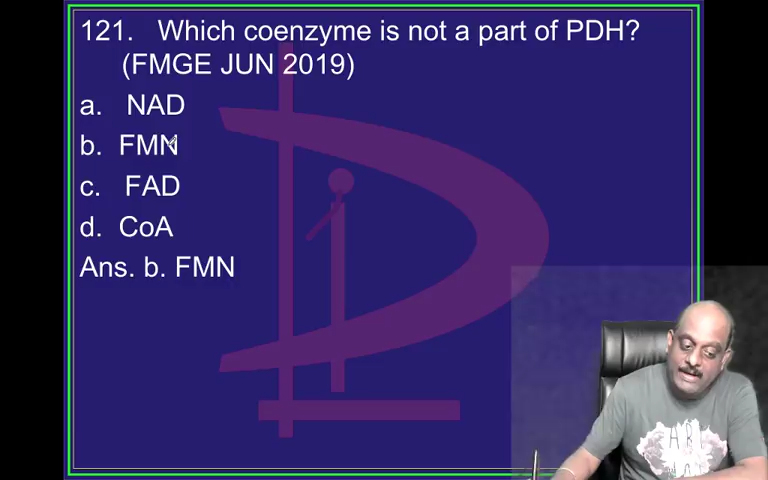 121. Which coenzyme is not a part of PDH?
(FMGE JUN 2019)
a. NAD
b. FMN
c. FAD
d. CoA
Ans. b. FMN